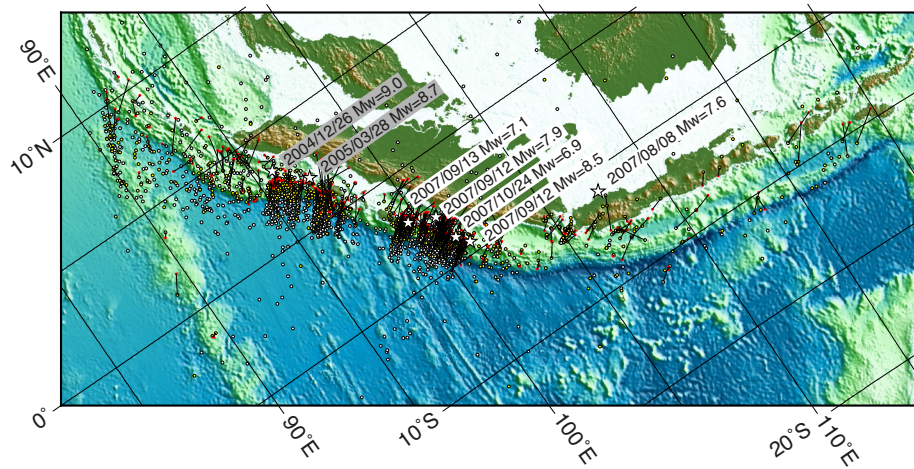 90°E
10°N
2004/12/26 Mw=9.0
2005/03/28 Mw=8.7
2007/09/13 Mw=7.1
2007/09/12 Mw=7.9
2007/10/24 Mw=6.9
2007/09/12 Mw=8.5
2007/08/08 Mw=7.6
0°
90°E
10°S
100°E
20°S
110°E